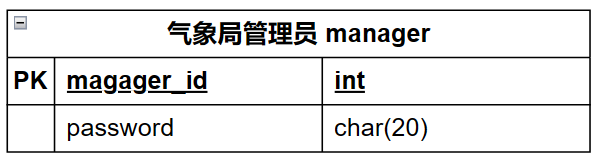 气象局管理员 manager
PK magager_id int
password char(20)